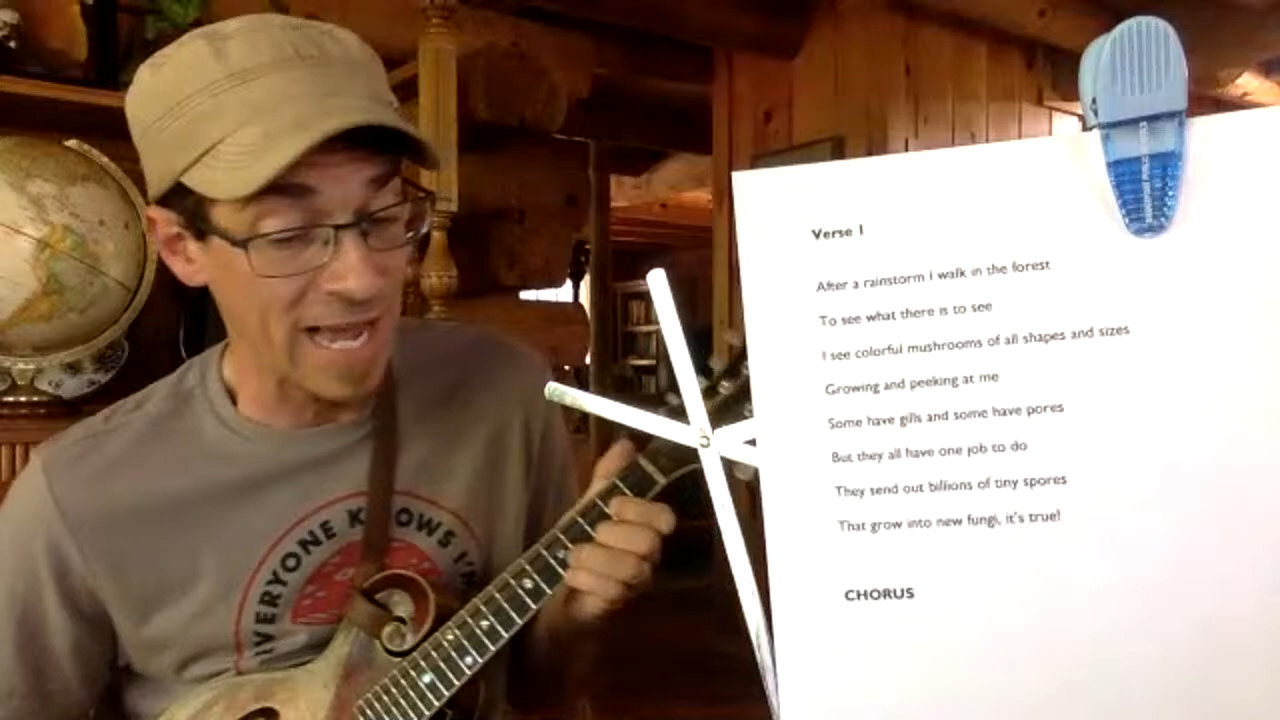 Verse 1
After a rainstorm I walk in the forest
To see what there is to see
I see colorful mushrooms of all shapes and sizes
Growing and peeking at me
Some have gills and some have pores
But they all have one job to do
They send out billions of tiny spores
That grow into new fungi, it's true!
CHORUS
EVERYONE KNOWS I'M